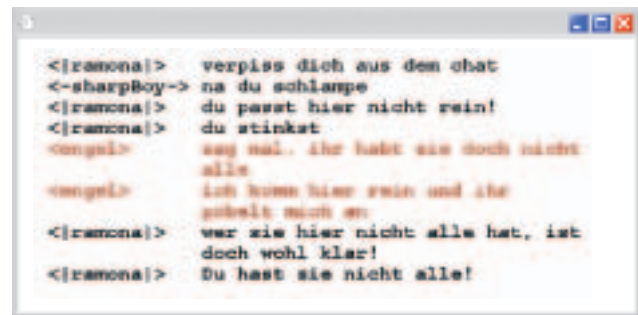 <|ramona|> verpiss dich aus dem chat
<-sharpBoy-> na du schlampe
<|ramona|> du passt hier nicht rein!
<|ramona|> du stinkst
<engel> sag mal. ihr habt sie doch nicht
alle
<engel> ich komm hier rein und ihr
pöbelt mich an
<|ramona|> wer sie hier nicht alle hat, ist
doch wohl klar!
<|ramona|> Du hast sie nicht alle!